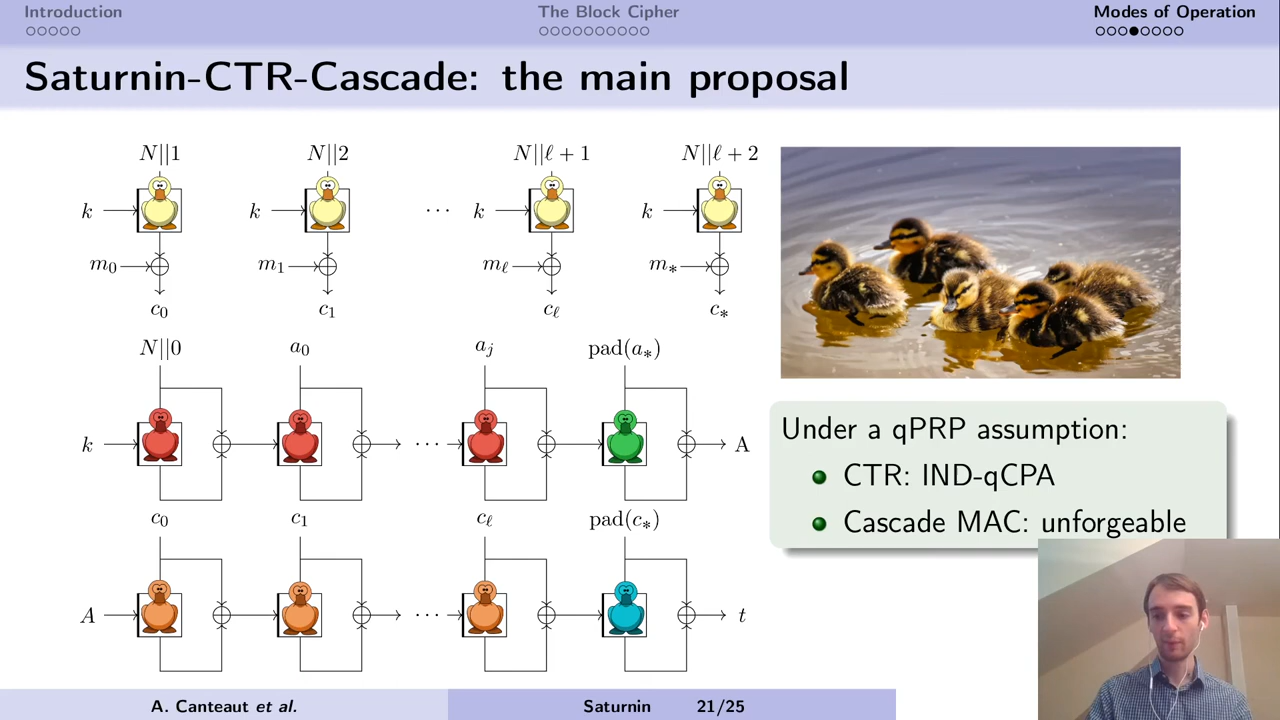 Introduction
The Block Cipher
Modes of Operation
Saturnin-CTR-Cascade: the main proposal
N||1 N||2 N||ℓ + 1 N||ℓ + 2
k k ··· k k
m₀ m₁ mℓ m∗
c₀ c₁ cℓ c∗
N||0 a₀ aⱼ pad(a∗)
k ··· A
c₀ c₁ cℓ pad(c∗)
A ··· t
Under a qPRP assumption:
CTR: IND-qCPA
Cascade MAC: unforgeable
A. Canteaut et al.
Saturnin 21/25